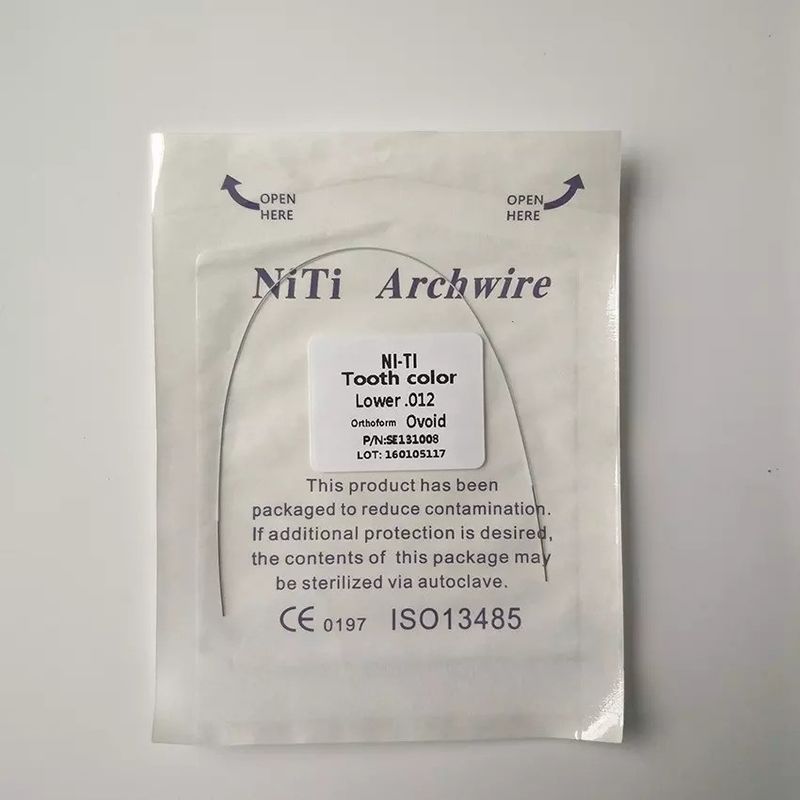 OPEN HERE
OPEN HERE
NiTi Archwire
NI-TI
Tooth color
Lower .012
Orthoform Ovoid
P/N:SE131008
LOT: 160105117
This product has been
packaged to reduce contamination.
If additional protection is desired,
the contents of this package may
be sterilized via autoclave.
CE 0197 ISO13485